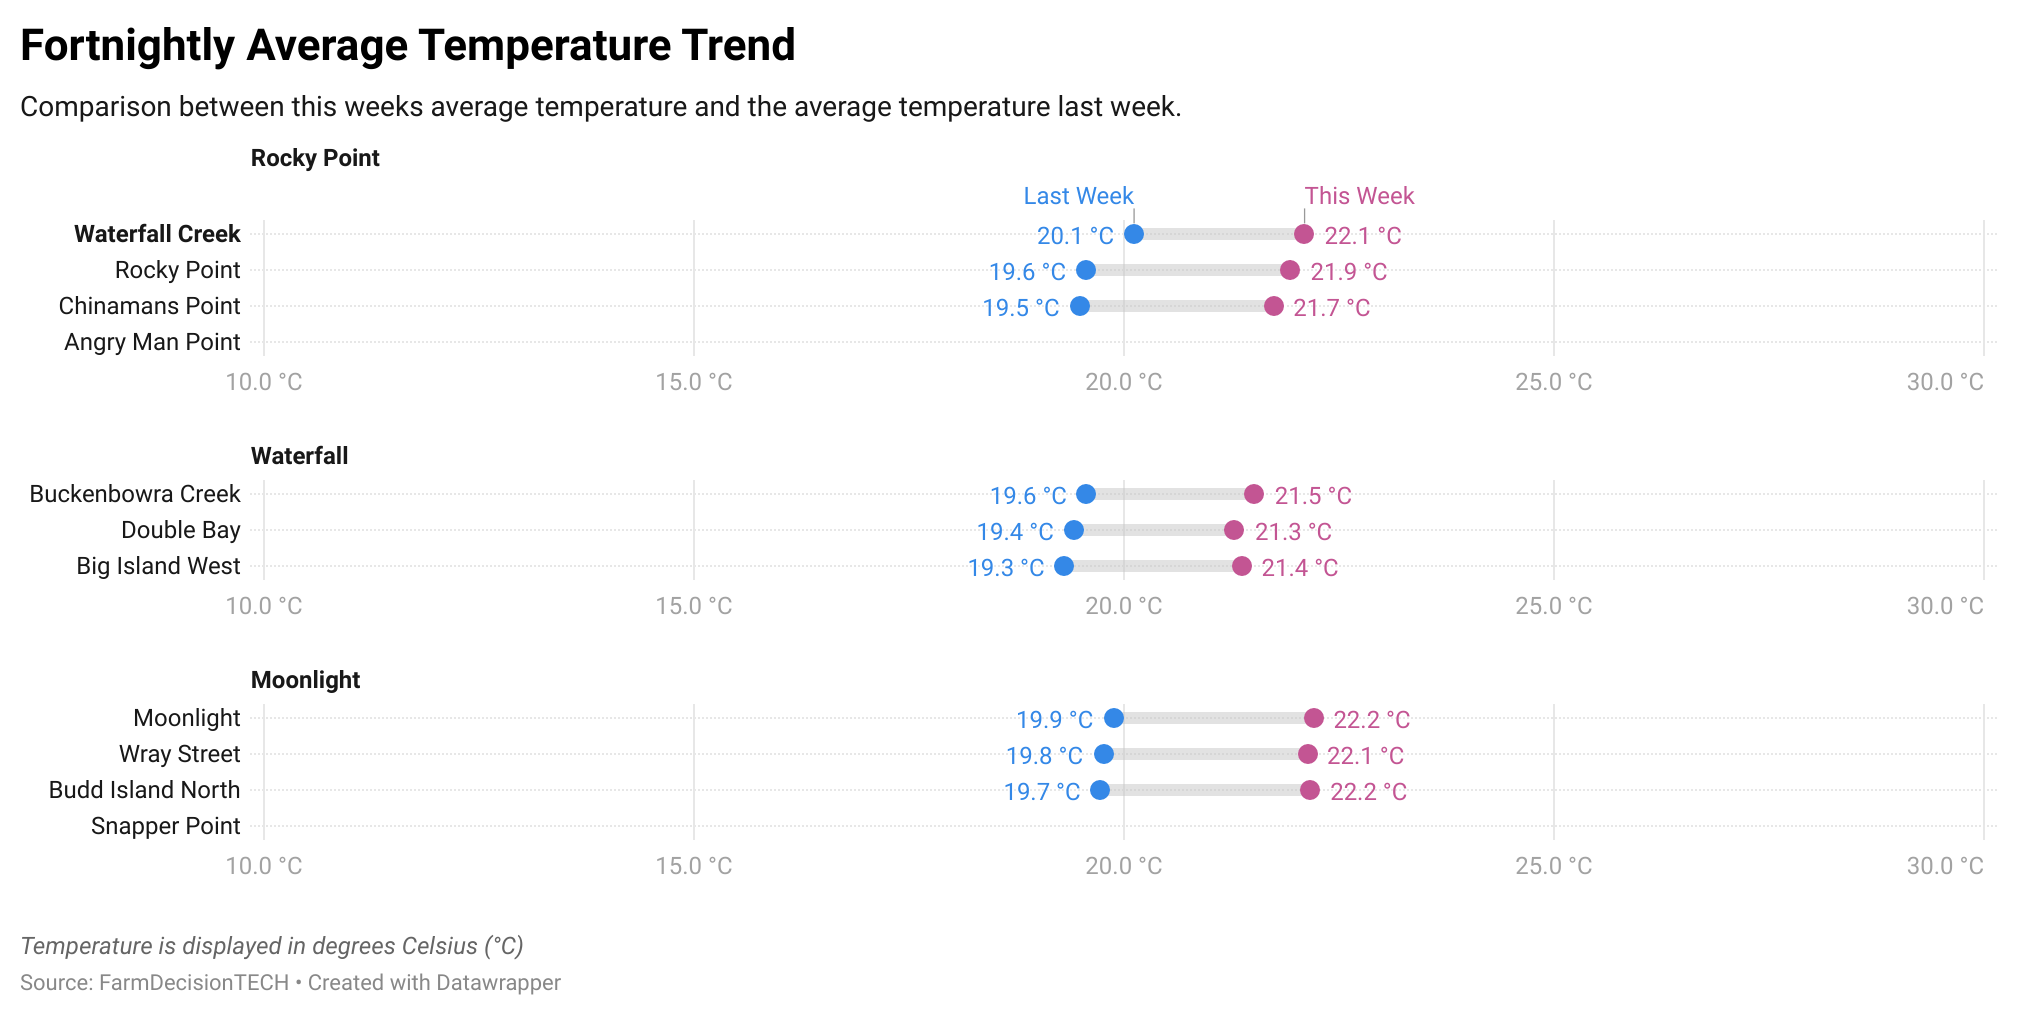 Fortnightly Average Temperature Trend
Comparison between this weeks average temperature and the average temperature last week.
Rocky Point
Last Week This Week
Waterfall Creek 20.1 °C 22.1 °C
Rocky Point 19.6 °C 21.9 °C
Chinamans Point 19.5 °C 21.7 °C
Angry Man Point
10.0 °C 15.0 °C 20.0 °C 25.0 °C 30.0 °C
Waterfall
Buckenbowra Creek 19.6 °C 21.5 °C
Double Bay 19.4 °C 21.3 °C
Big Island West 19.3 °C 21.4 °C
10.0 °C 15.0 °C 20.0 °C 25.0 °C 30.0 °C
Moonlight
Moonlight 19.9 °C 22.2 °C
Wray Street 19.8 °C 22.1 °C
Budd Island North 19.7 °C 22.2 °C
Snapper Point
10.0 °C 15.0 °C 20.0 °C 25.0 °C 30.0 °C
Temperature is displayed in degrees Celsius (°C)
Source: FarmDecisionTECH • Created with Datawrapper